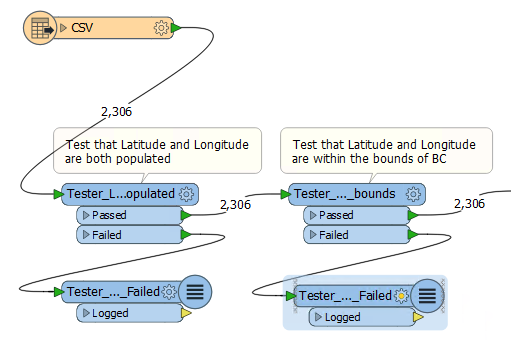 CSV
2,306
Test that Latitude and Longitude
are both populated
Test that Latitude and Longitude
are within the bounds of BC
Tester_L...opulated
2,306
Tester_..._bounds
2,306
Passed
Failed
Passed
Failed
Tester_..._Failed
Logged
Tester_..._Failed
Logged